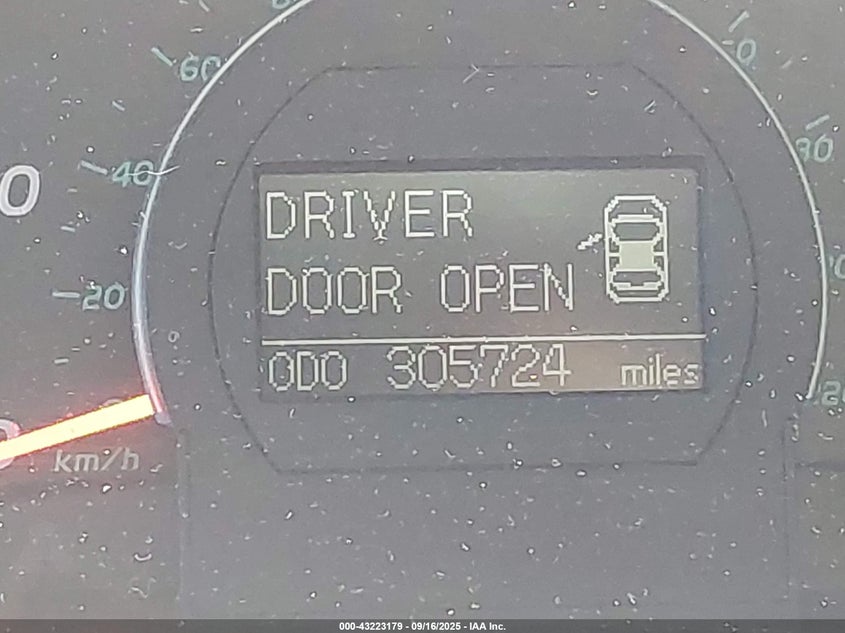 60
40
20
km/h
DRIVER
DOOR OPEN
ODO 305724 miles
000-43223179 - 09/16/2025 - IAA Inc.